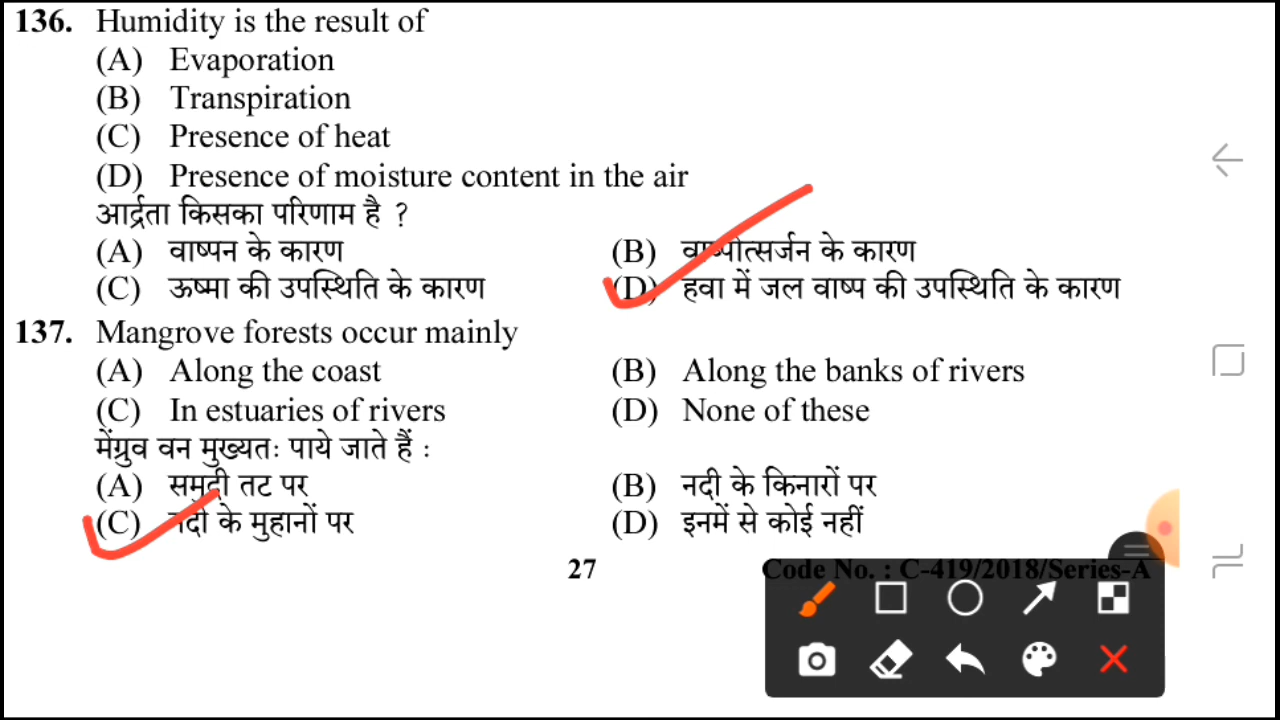 136. Humidity is the result of
(A) Evaporation
(B) Transpiration
(C) Presence of heat
(D) Presence of moisture content in the air
आर्द्रता किसका परिणाम है ?
(A) वाष्पन के कारण (B) वाष्पोत्सर्जन के कारण
(C) ऊष्मा की उपस्थिति के कारण (D) हवा में जल वाष्प की उपस्थिति के कारण
137. Mangrove forests occur mainly
(A) Along the coast (B) Along the banks of rivers
(C) In estuaries of rivers (D) None of these
मेंग्रुव वन मुख्यतः पाये जाते हैं :
(A) समुद्री तट पर (B) नदी के किनारों पर
(C) नदी के मुहानों पर (D) इनमें से कोई नहीं
27 Code No. : C-419/2018/Series-A